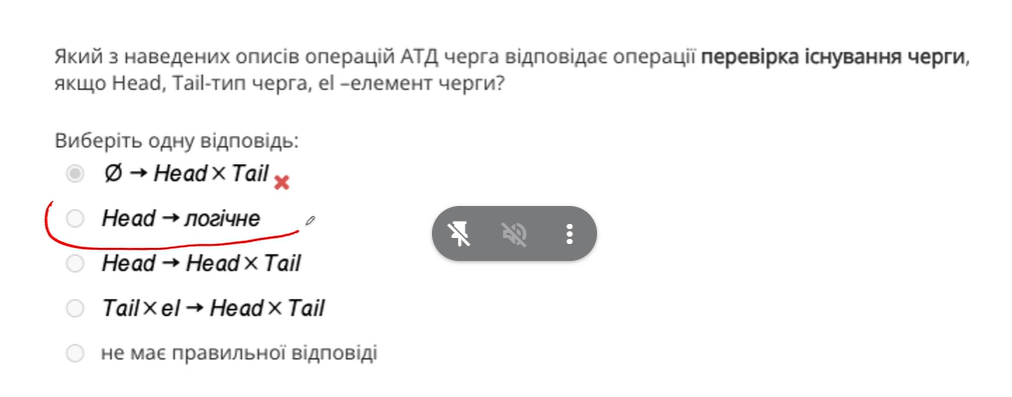 Який з наведених описів операцій АТД черга відповідає операції перевірка існування черги,
якщо Head, Tail-тип черга, el –елемент черги?
Виберіть одну відповідь:
Ø → Head × Tail
Head → логічне
Head → Head × Tail
Tail × el → Head × Tail
не має правильної відповіді